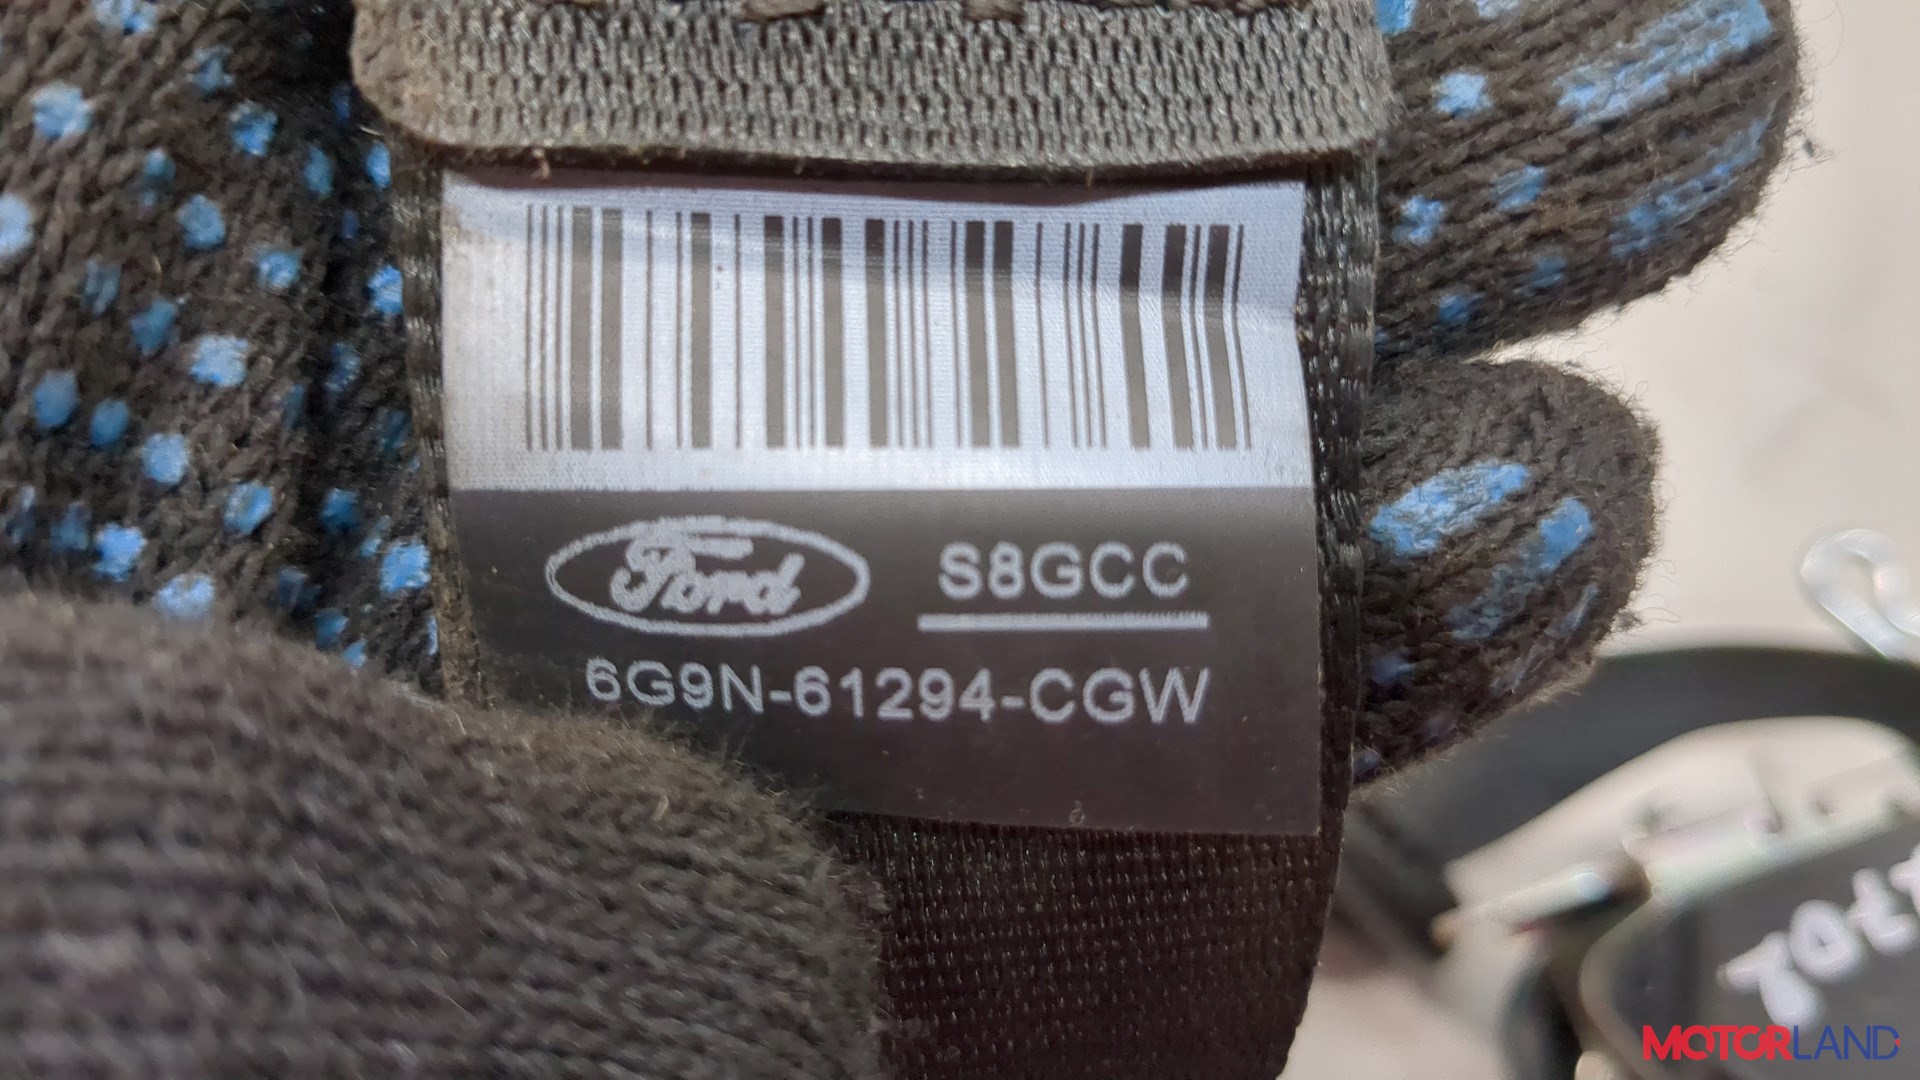 Ford
S8GCC
6G9N-61294-CGW
MOTORLAND